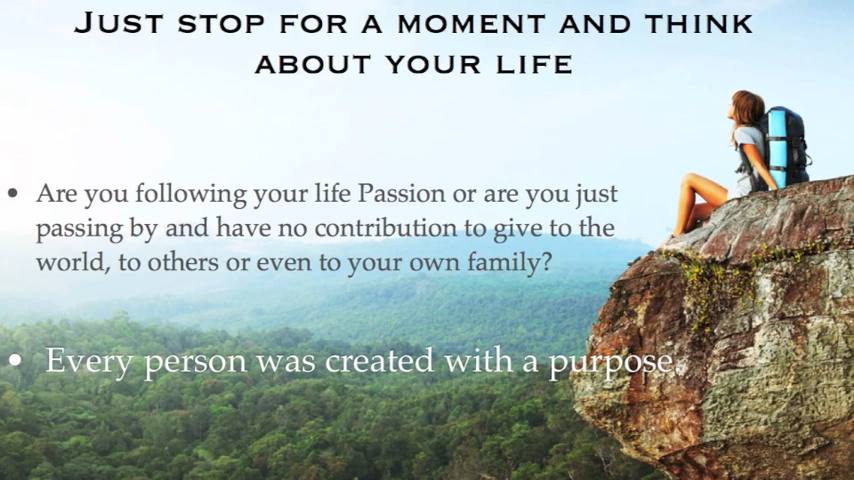 JUST STOP FOR A MOMENT AND THINK
ABOUT YOUR LIFE
• Are you following your life Passion or are you just
passing by and have no contribution to give to the
world, to others or even to your own family?
• Every person was created with a purpose.